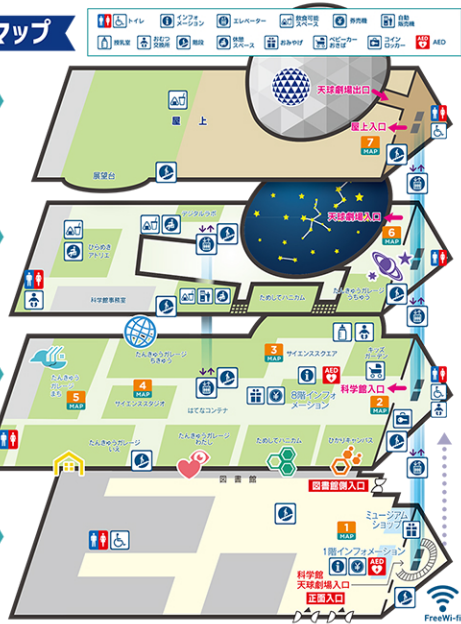 マップ
トイレ
インフォメーション
エレベーター
飲食可能スペース
券売機
自動販売機
授乳室
おむつ交換所
階段
休憩スペース
おみやげ
ベビーカーおきば
コインロッカー
AED
AED
天球劇場出口
屋上
屋上入口
7
MAP
展望台
デジタルラボ
天球劇場入口
6
MAP
ひらめき
アトリエ
科学館事務室
ためしてハニカム
たんきゅうガレージ
うちゅう
たんきゅうガレージ
ちきゅう
3
MAP
サイエンススクエア
キッズ
ガーデン
たんきゅう
ガレージ
まち
5
MAP
4
MAP
サイエンススタジオ
はてなコンテナ
AED
8階インフォ
メーション
科学館入口
2
MAP
たんきゅうガレージ
いえ
たんきゅうガレージ
わたし
ためしてハニカム
ひかりキャンバス
図書館
図書館側入口
1
MAP
ミュージアム
ショップ
1階インフォメーション
AED
科学館
天球劇場入口
正面入口
FreeWi-fi